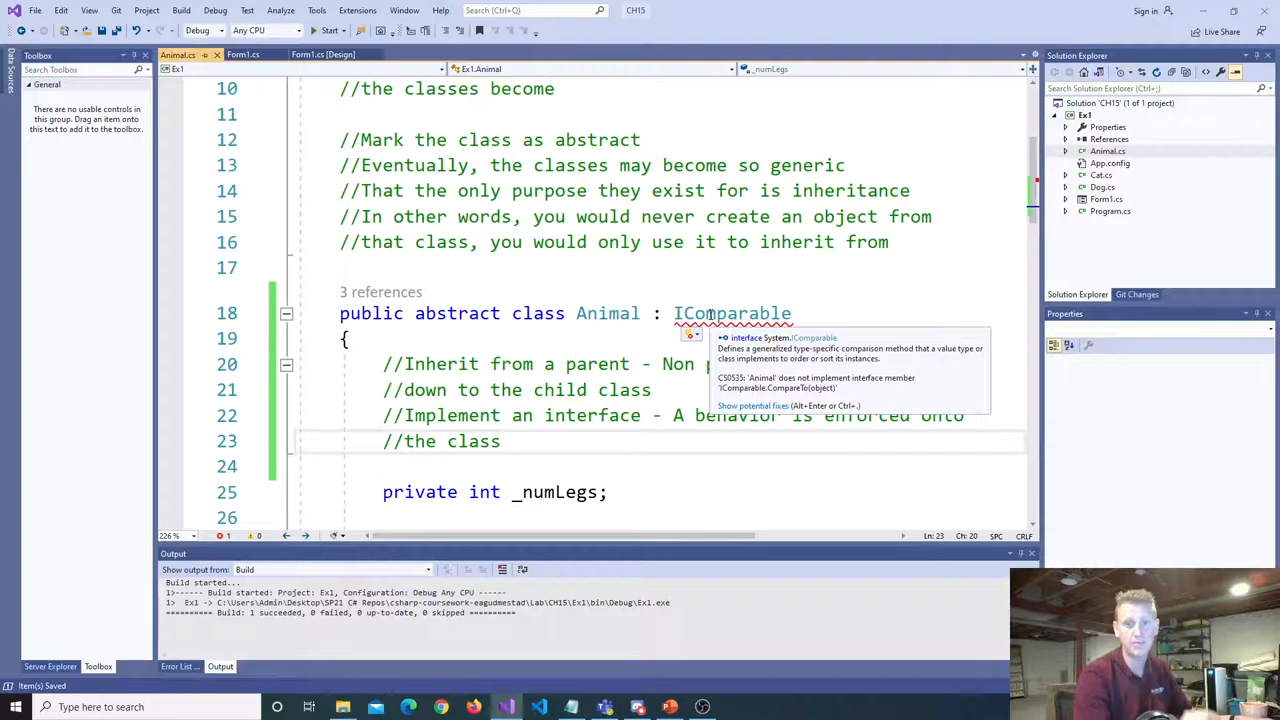 File Edit View Git Project Build Debug Test Analyze Tools Extensions Window Help Search (Ctrl+Q) CH15 Sign in
Debug Any CPU Start Live Share
Data Sources
Toolbox
Search Toolbox
General
There are no usable controls in
this group. Drag an item onto
this text to add it to the toolbox.
Server Explorer Toolbox
Animal.cs Form1.cs Form1.cs [Design]
Ex1 Ex1.Animal _numLegs
10 //the classes become
11
12 //Mark the class as abstract
13 //Eventually, the classes may become so generic
14 //That the only purpose they exist for is inheritance
15 //In other words, you would never create an object from
16 //that class, you would only use it to inherit from
17
3 references
18 public abstract class Animal : IComparable
19 {
20 //Inherit from a parent - Non p
21 //down to the child class
22 //Implement an interface - A behavior is enforced onto
23 //the class
24
25 private int _numLegs;
26
interface System.IComparable
Defines a generalized type-specific comparison method that a value type or
class implements to order or sort its instances.
CS0535: 'Animal' does not implement interface member
'IComparable.CompareTo(object)'
Show potential fixes (Alt+Enter or Ctrl+.)
226 % 1 0 Ln: 23 Ch: 20 SPC CRLF
Output
Show output from: Build
Build started...
1>------ Build started: Project: Ex1, Configuration: Debug Any CPU ------
1> Ex1 -> C:\Users\Admin\Desktop\SP21 C# Repos\csharp-coursework-eagudmestad\Lab\CH15\Ex1\bin\Debug\Ex1.exe
========== Build: 1 succeeded, 0 failed, 0 up-to-date, 0 skipped ==========
Error List ... Output
Solution Explorer
Search Solution Explorer (Ctrl+;)
Solution 'CH15' (1 of 1 project)
Ex1
Properties
References
Animal.cs
App.config
Cat.cs
Dog.cs
Form1.cs
Program.cs
Solution Explorer Git Changes
Properties
Item(s) Saved
Type here to search